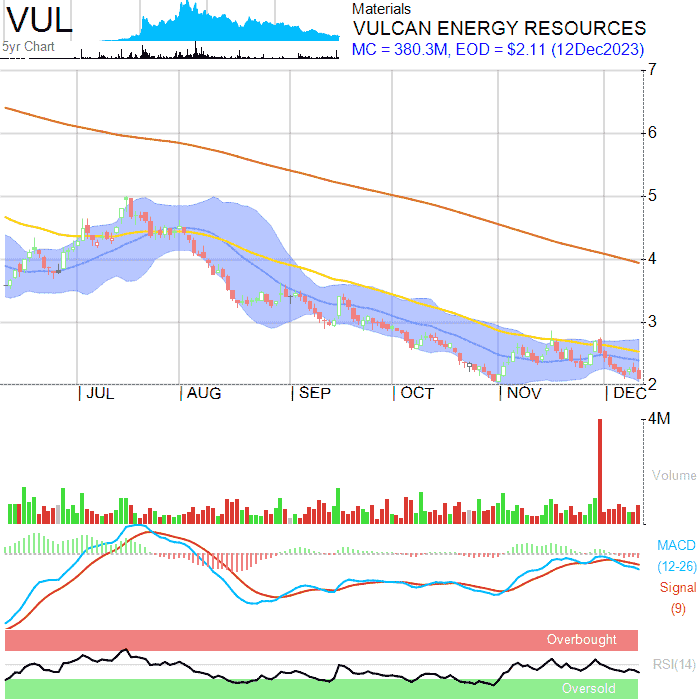 VUL
5yr Chart
Materials
VULCAN ENERGY RESOURCES
MC = 380.3M, EOD = $2.11 (12Dec2023)
7
6
5
4
3
2
JUL AUG SEP OCT NOV DEC
4M
Volume
MACD
(12-26)
Signal
(9)
Overbought
RSI(14)
Oversold